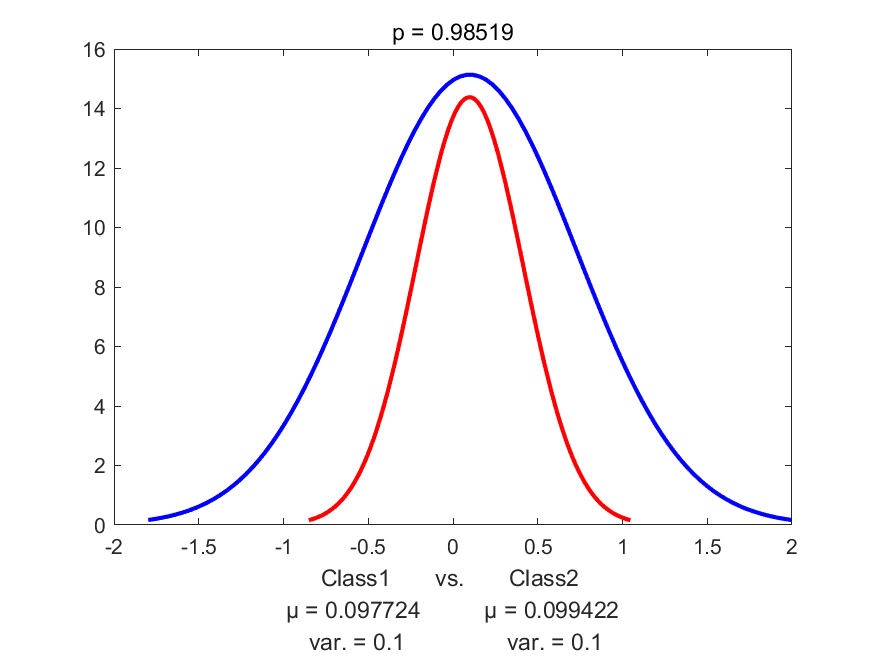 p = 0.98519
16
14
12
10
8
6
4
2
0
-2 -1.5 -1 -0.5 0 0.5 1 1.5 2
Class1 vs. Class2
μ = 0.097724 μ = 0.099422
var. = 0.1 var. = 0.1